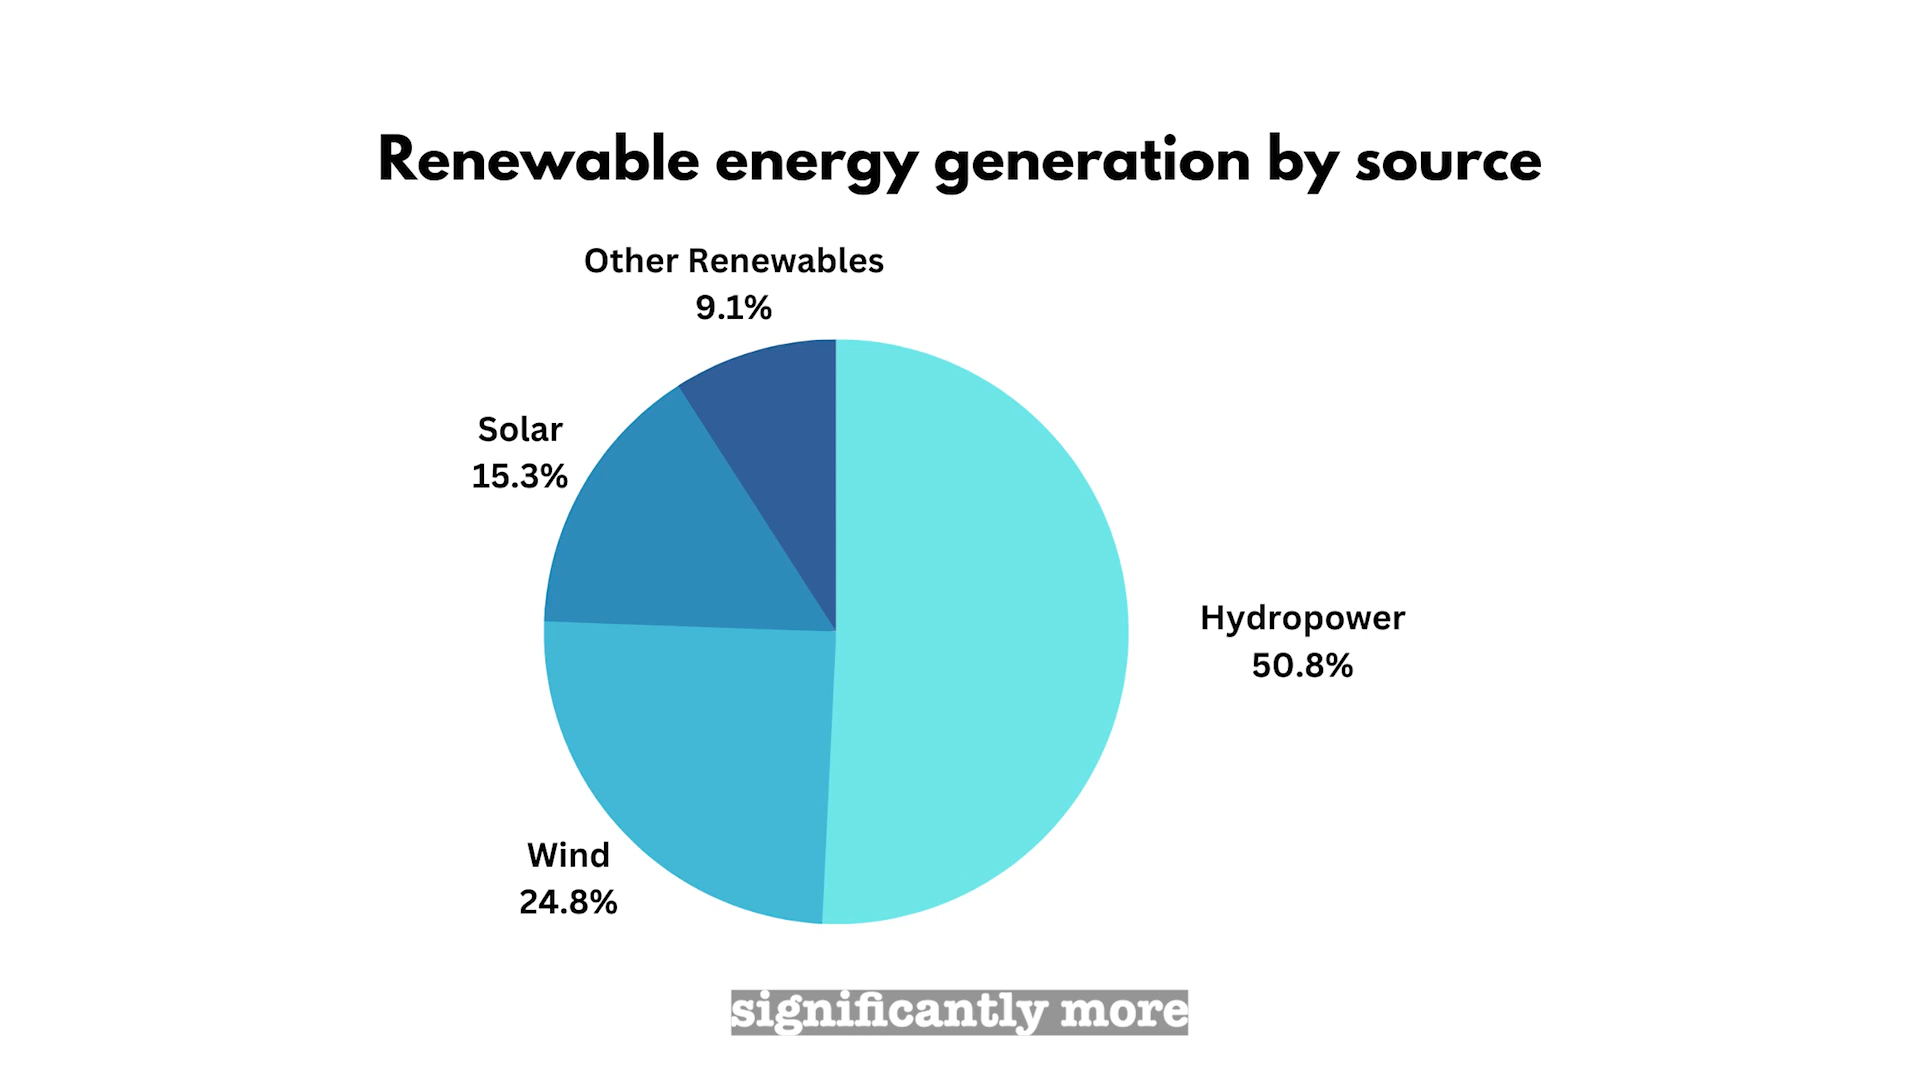 Renewable energy generation by source
Other Renewables
9.1%
Solar
15.3%
Hydropower
50.8%
Wind
24.8%
significantly more